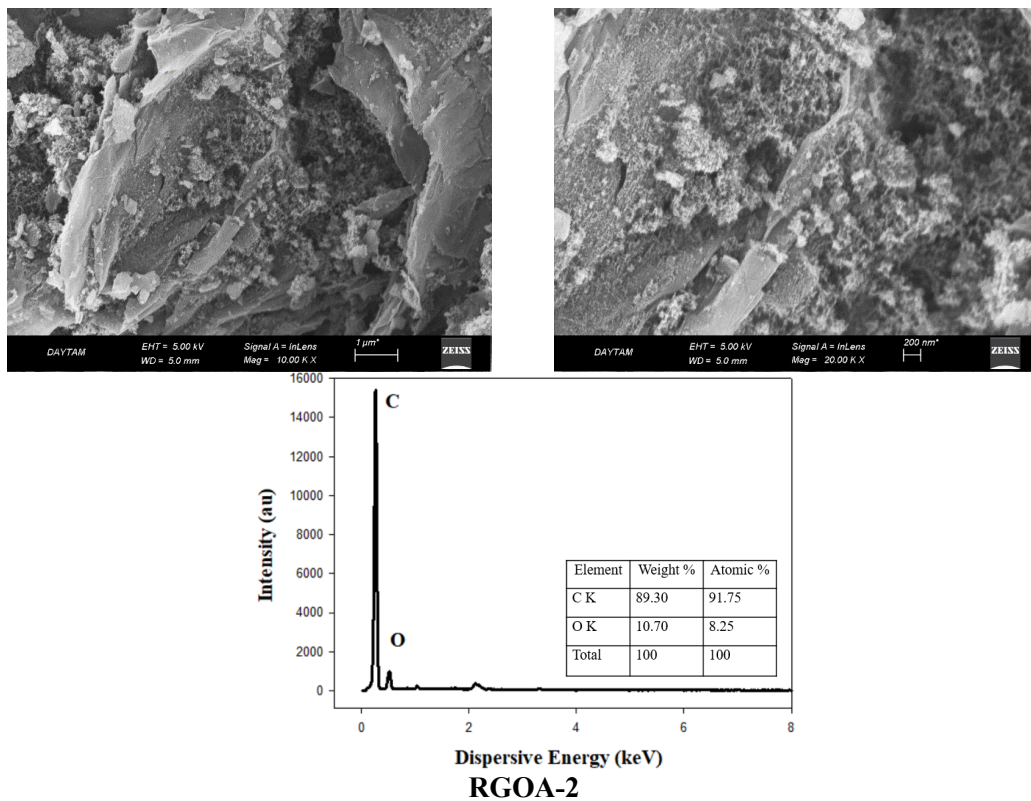 DAYTAM
EHT = 5.00 kV
WD = 5.0 mm
Signal A = InLens
Mag = 10.00 K X
1 µm*
ZEISS
DAYTAM
EHT = 5.00 kV
WD = 5.0 mm
Signal A = InLens
Mag = 20.00 K X
200 nm*
ZEISS
16000
14000
12000
10000
8000
6000
4000
2000
0
Intensity (au)
C
O
Element Weight % Atomic %
C K 89.30 91.75
O K 10.70 8.25
Total 100 100
0 2 4 6 8
Dispersive Energy (keV)
RGOA-2